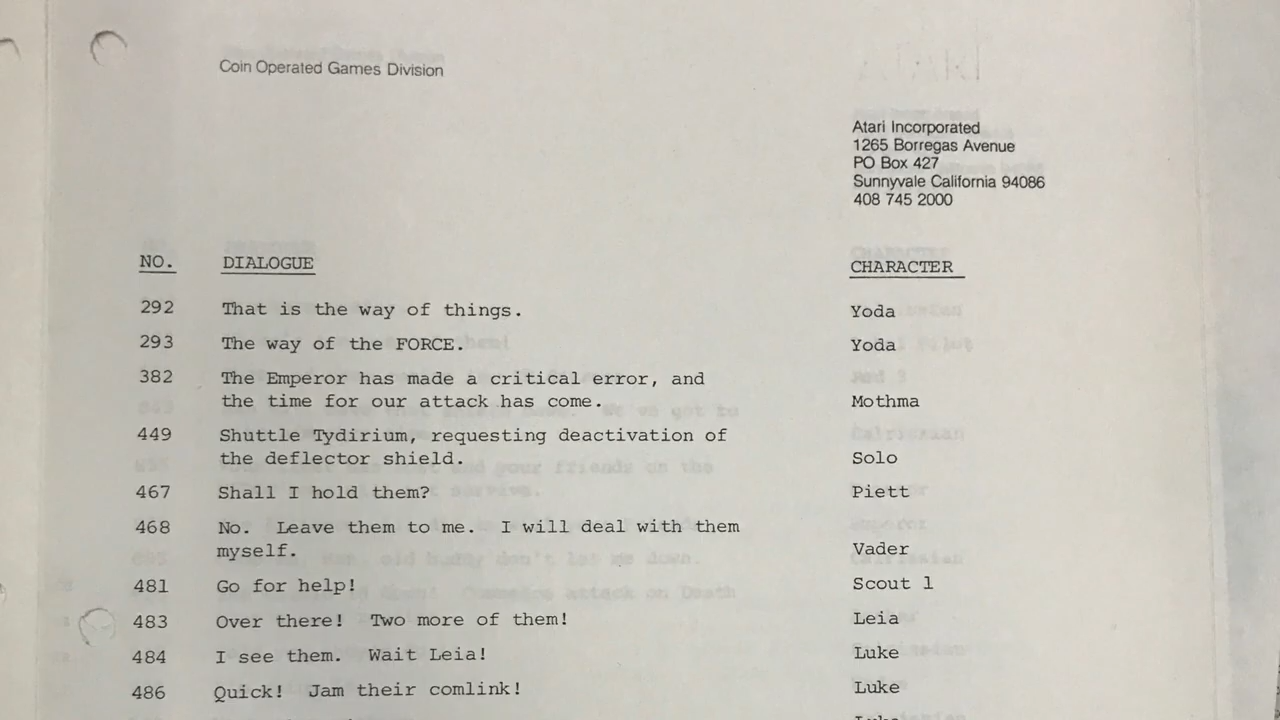 Coin Operated Games Division
Atari Incorporated
1265 Borregas Avenue
PO Box 427
Sunnyvale California 94086
408 745 2000
NO. DIALOGUE CHARACTER
292 That is the way of things. Yoda
293 The way of the FORCE. Yoda
382 The Emperor has made a critical error, and
the time for our attack has come. Mothma
449 Shuttle Tydirium, requesting deactivation of
the deflector shield. Solo
467 Shall I hold them? Piett
468 No. Leave them to me. I will deal with them
myself. Vader
481 Go for help! Scout 1
483 Over there! Two more of them! Leia
484 I see them. Wait Leia! Luke
486 Quick! Jam their comlink! Luke